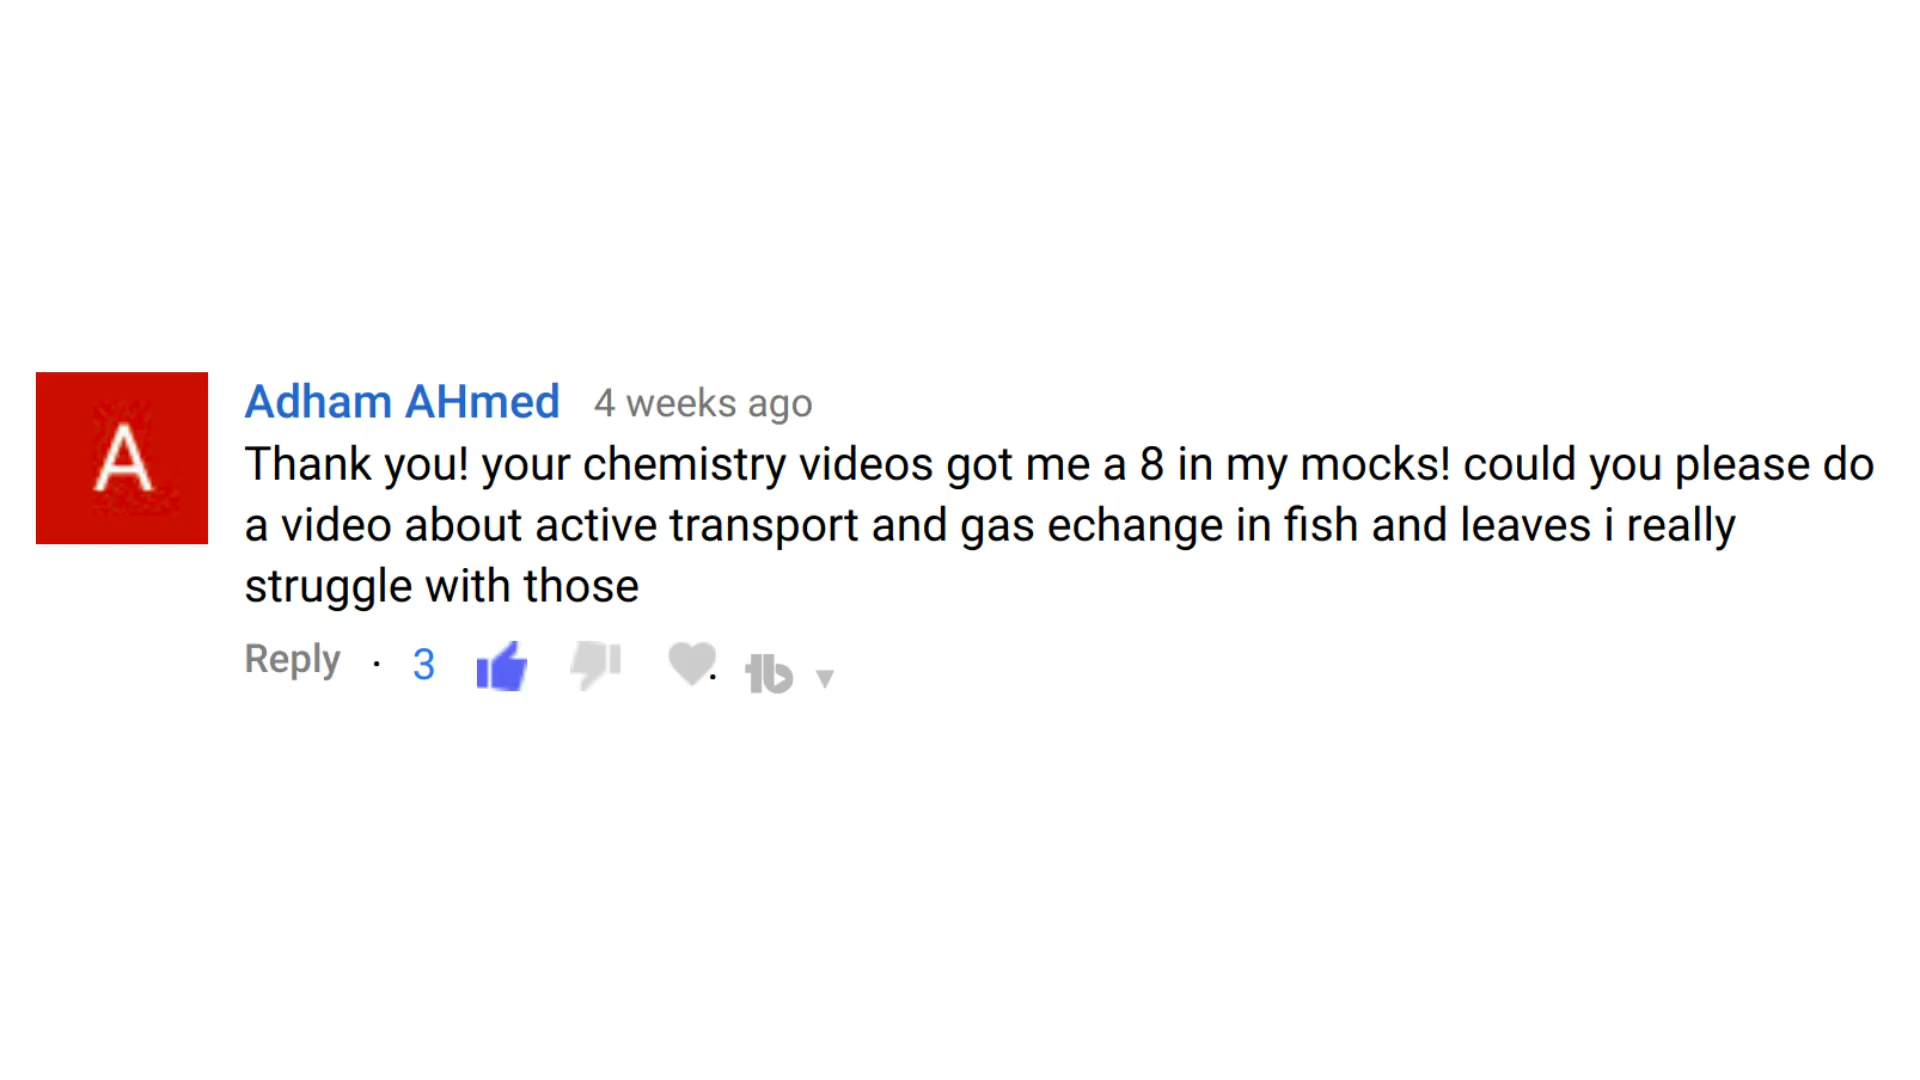 A
Adham AHmed 4 weeks ago
Thank you! your chemistry videos got me a 8 in my mocks! could you please do
a video about active transport and gas echange in fish and leaves i really
struggle with those
Reply · 3